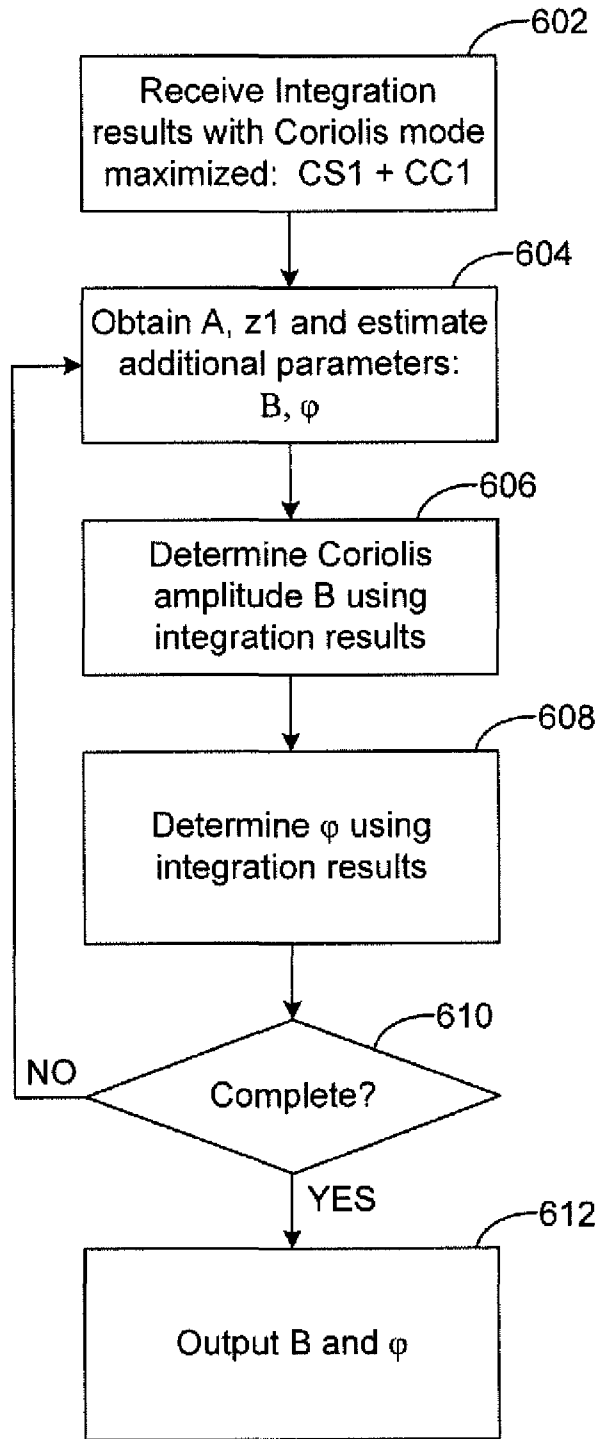 602
Receive Integration
results with Coriolis mode
maximized: CS1 + CC1
604
Obtain A, z1 and estimate
additional parameters:
B, φ
606
Determine Coriolis
amplitude B using
integration results
608
Determine φ using
integration results
610
NO
Complete?
YES
612
Output B and φ